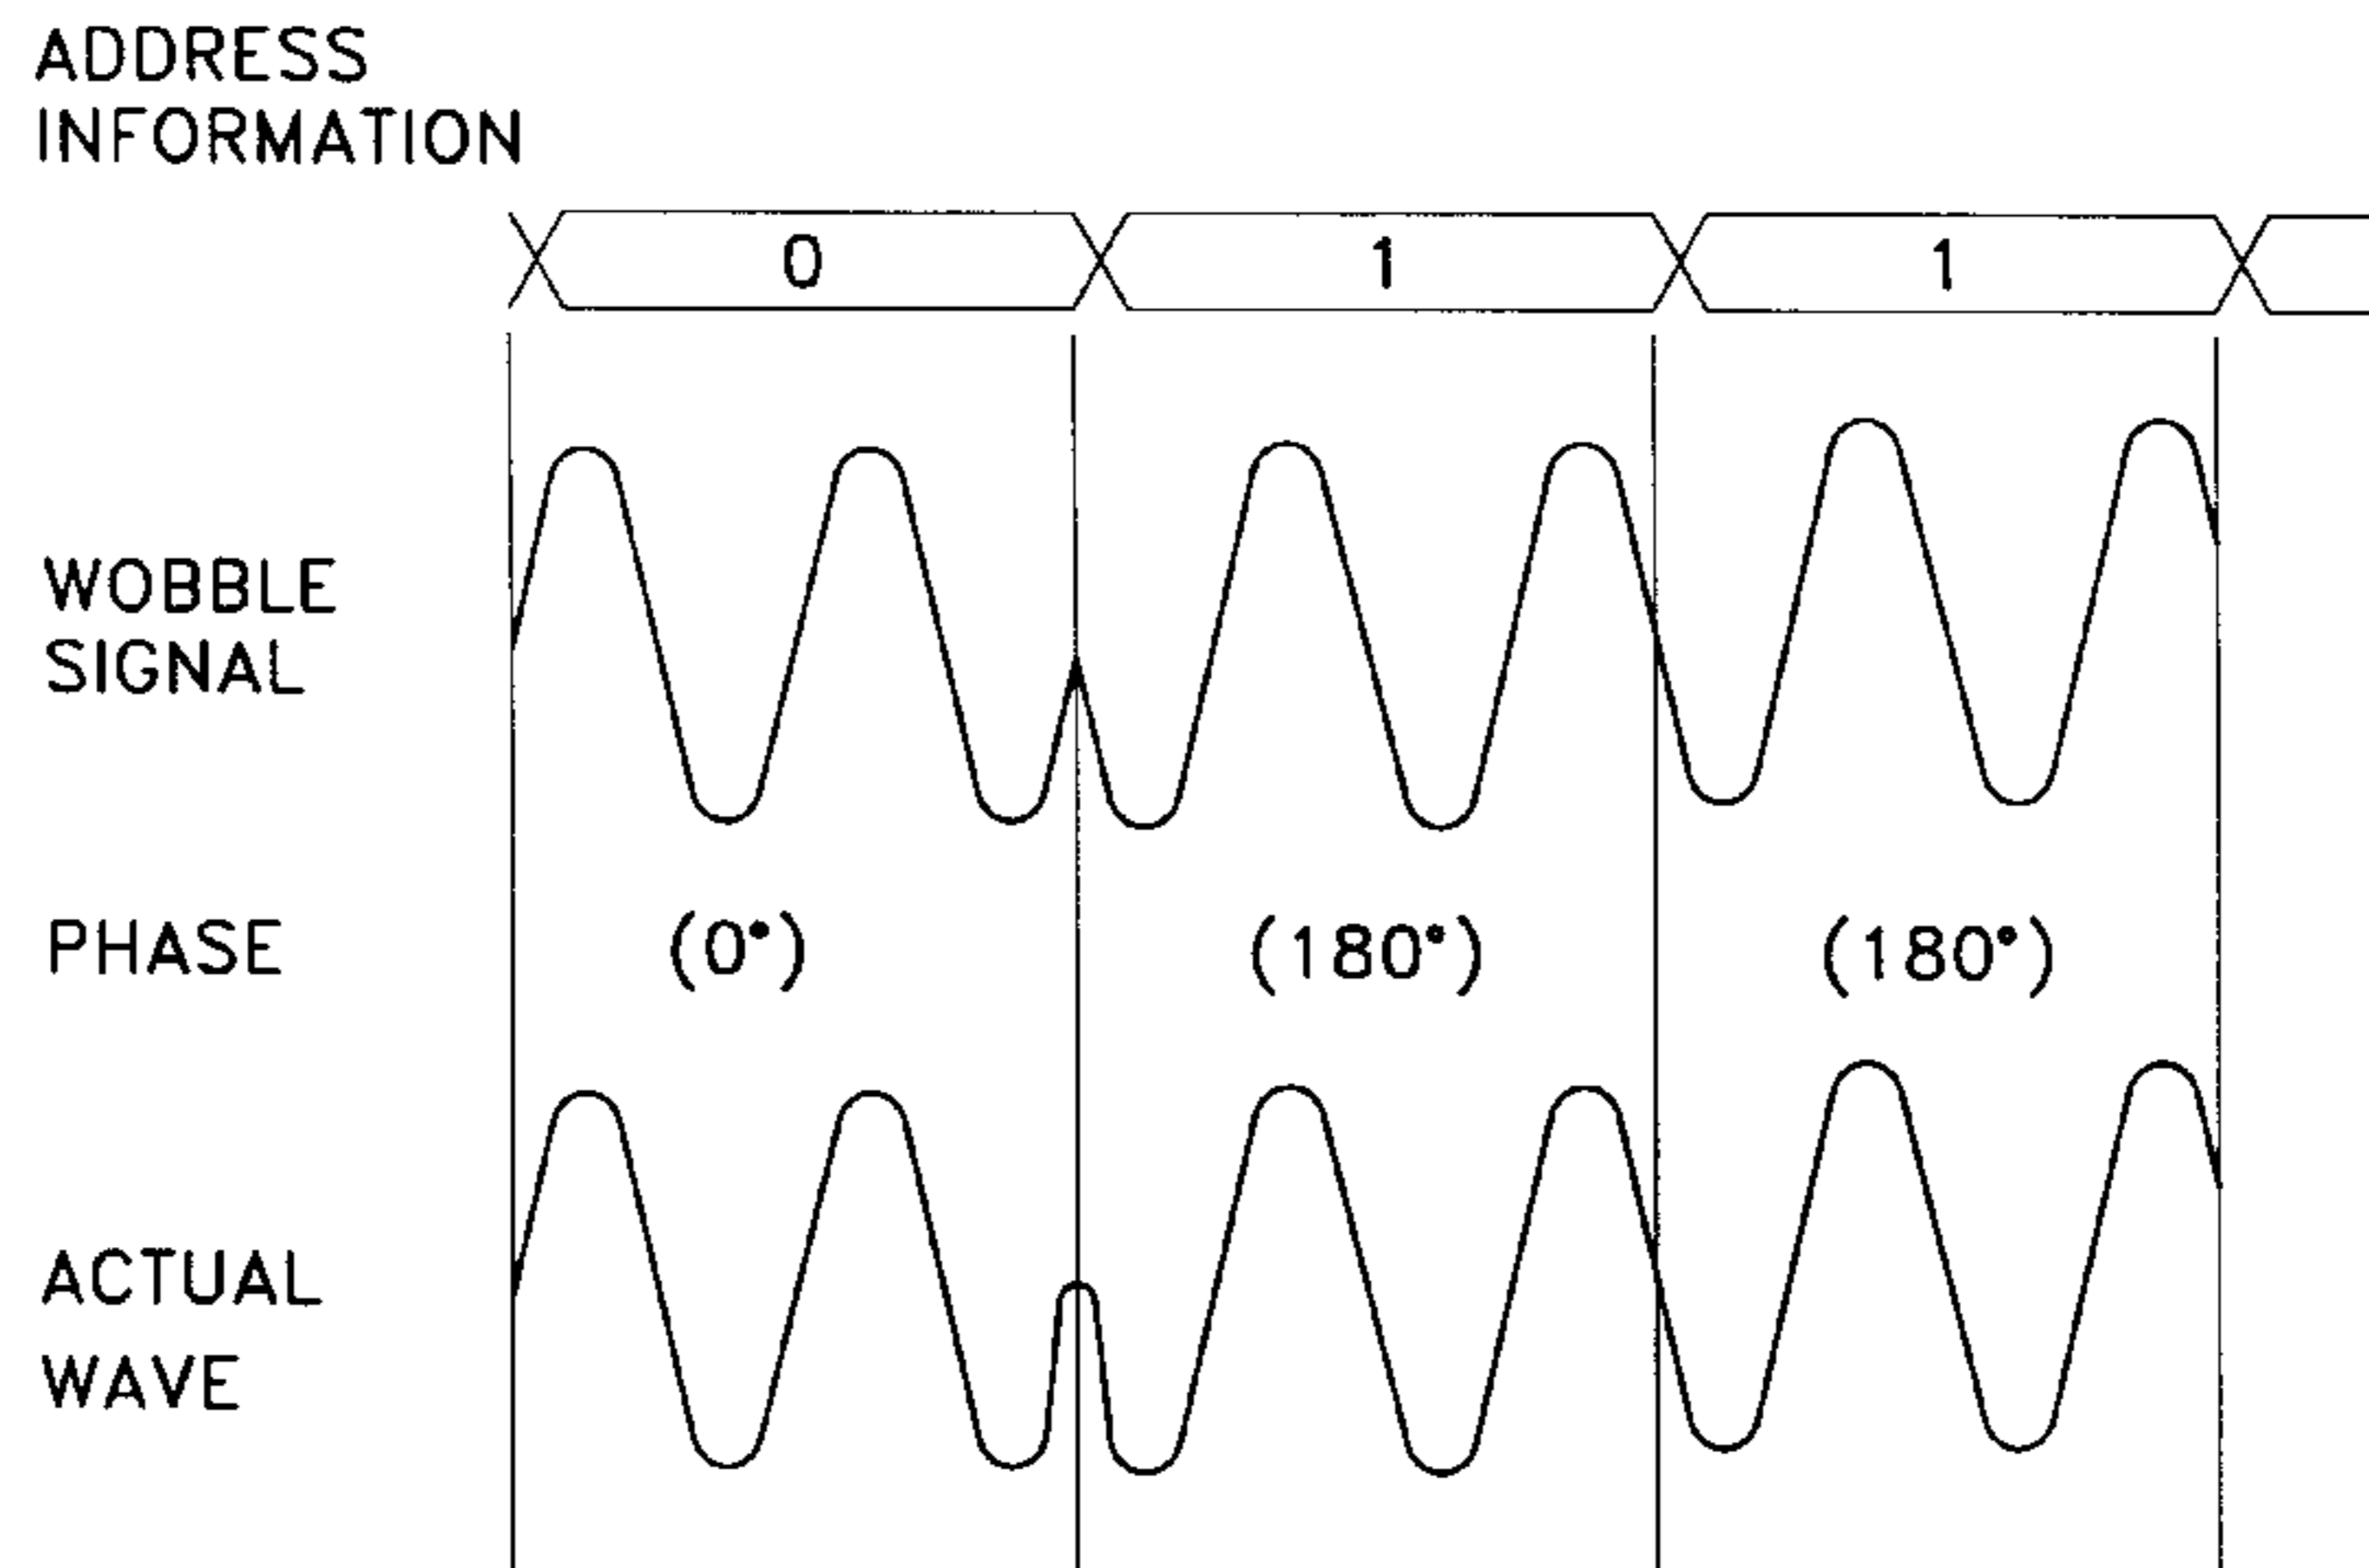 ADDRESS
INFORMATION
0 1 1
WOBBLE
SIGNAL
PHASE (0°) (180°) (180°)
ACTUAL
WAVE